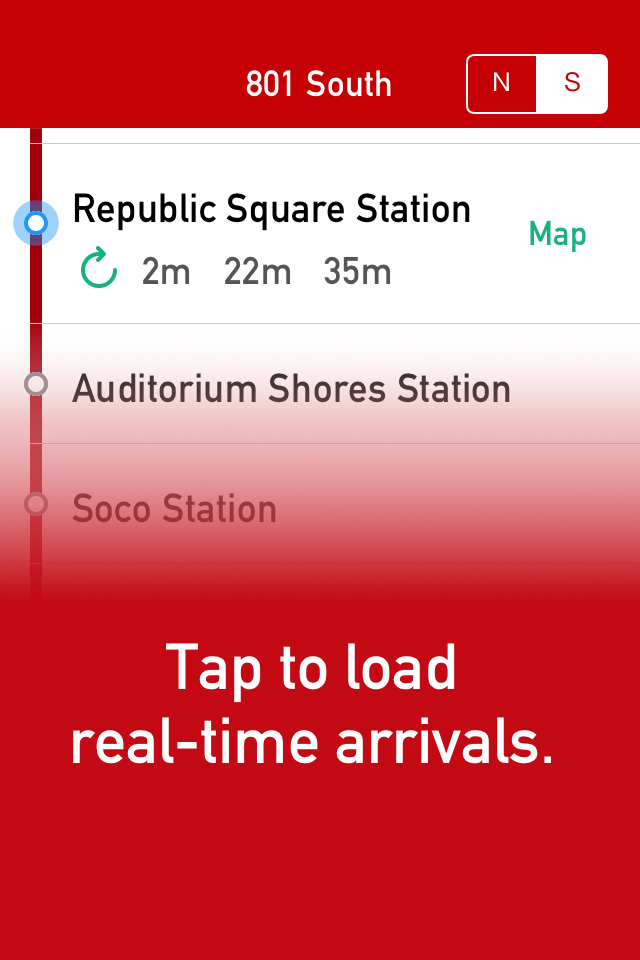 801 South
N S
Republic Square Station
Map
2m 22m 35m
Auditorium Shores Station
Soco Station
Tap to load
real-time arrivals.